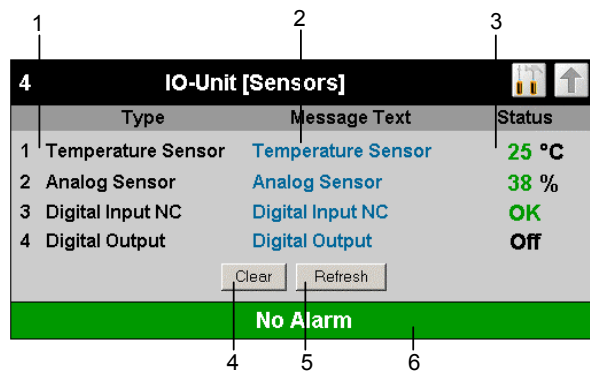 1 2 3
4 IO-Unit [Sensors]
Type Message Text Status
1 Temperature Sensor Temperature Sensor 25 °C
2 Analog Sensor Analog Sensor 38 %
3 Digital Input NC Digital Input NC OK
4 Digital Output Digital Output Off
Clear Refresh
No Alarm
4 5 6